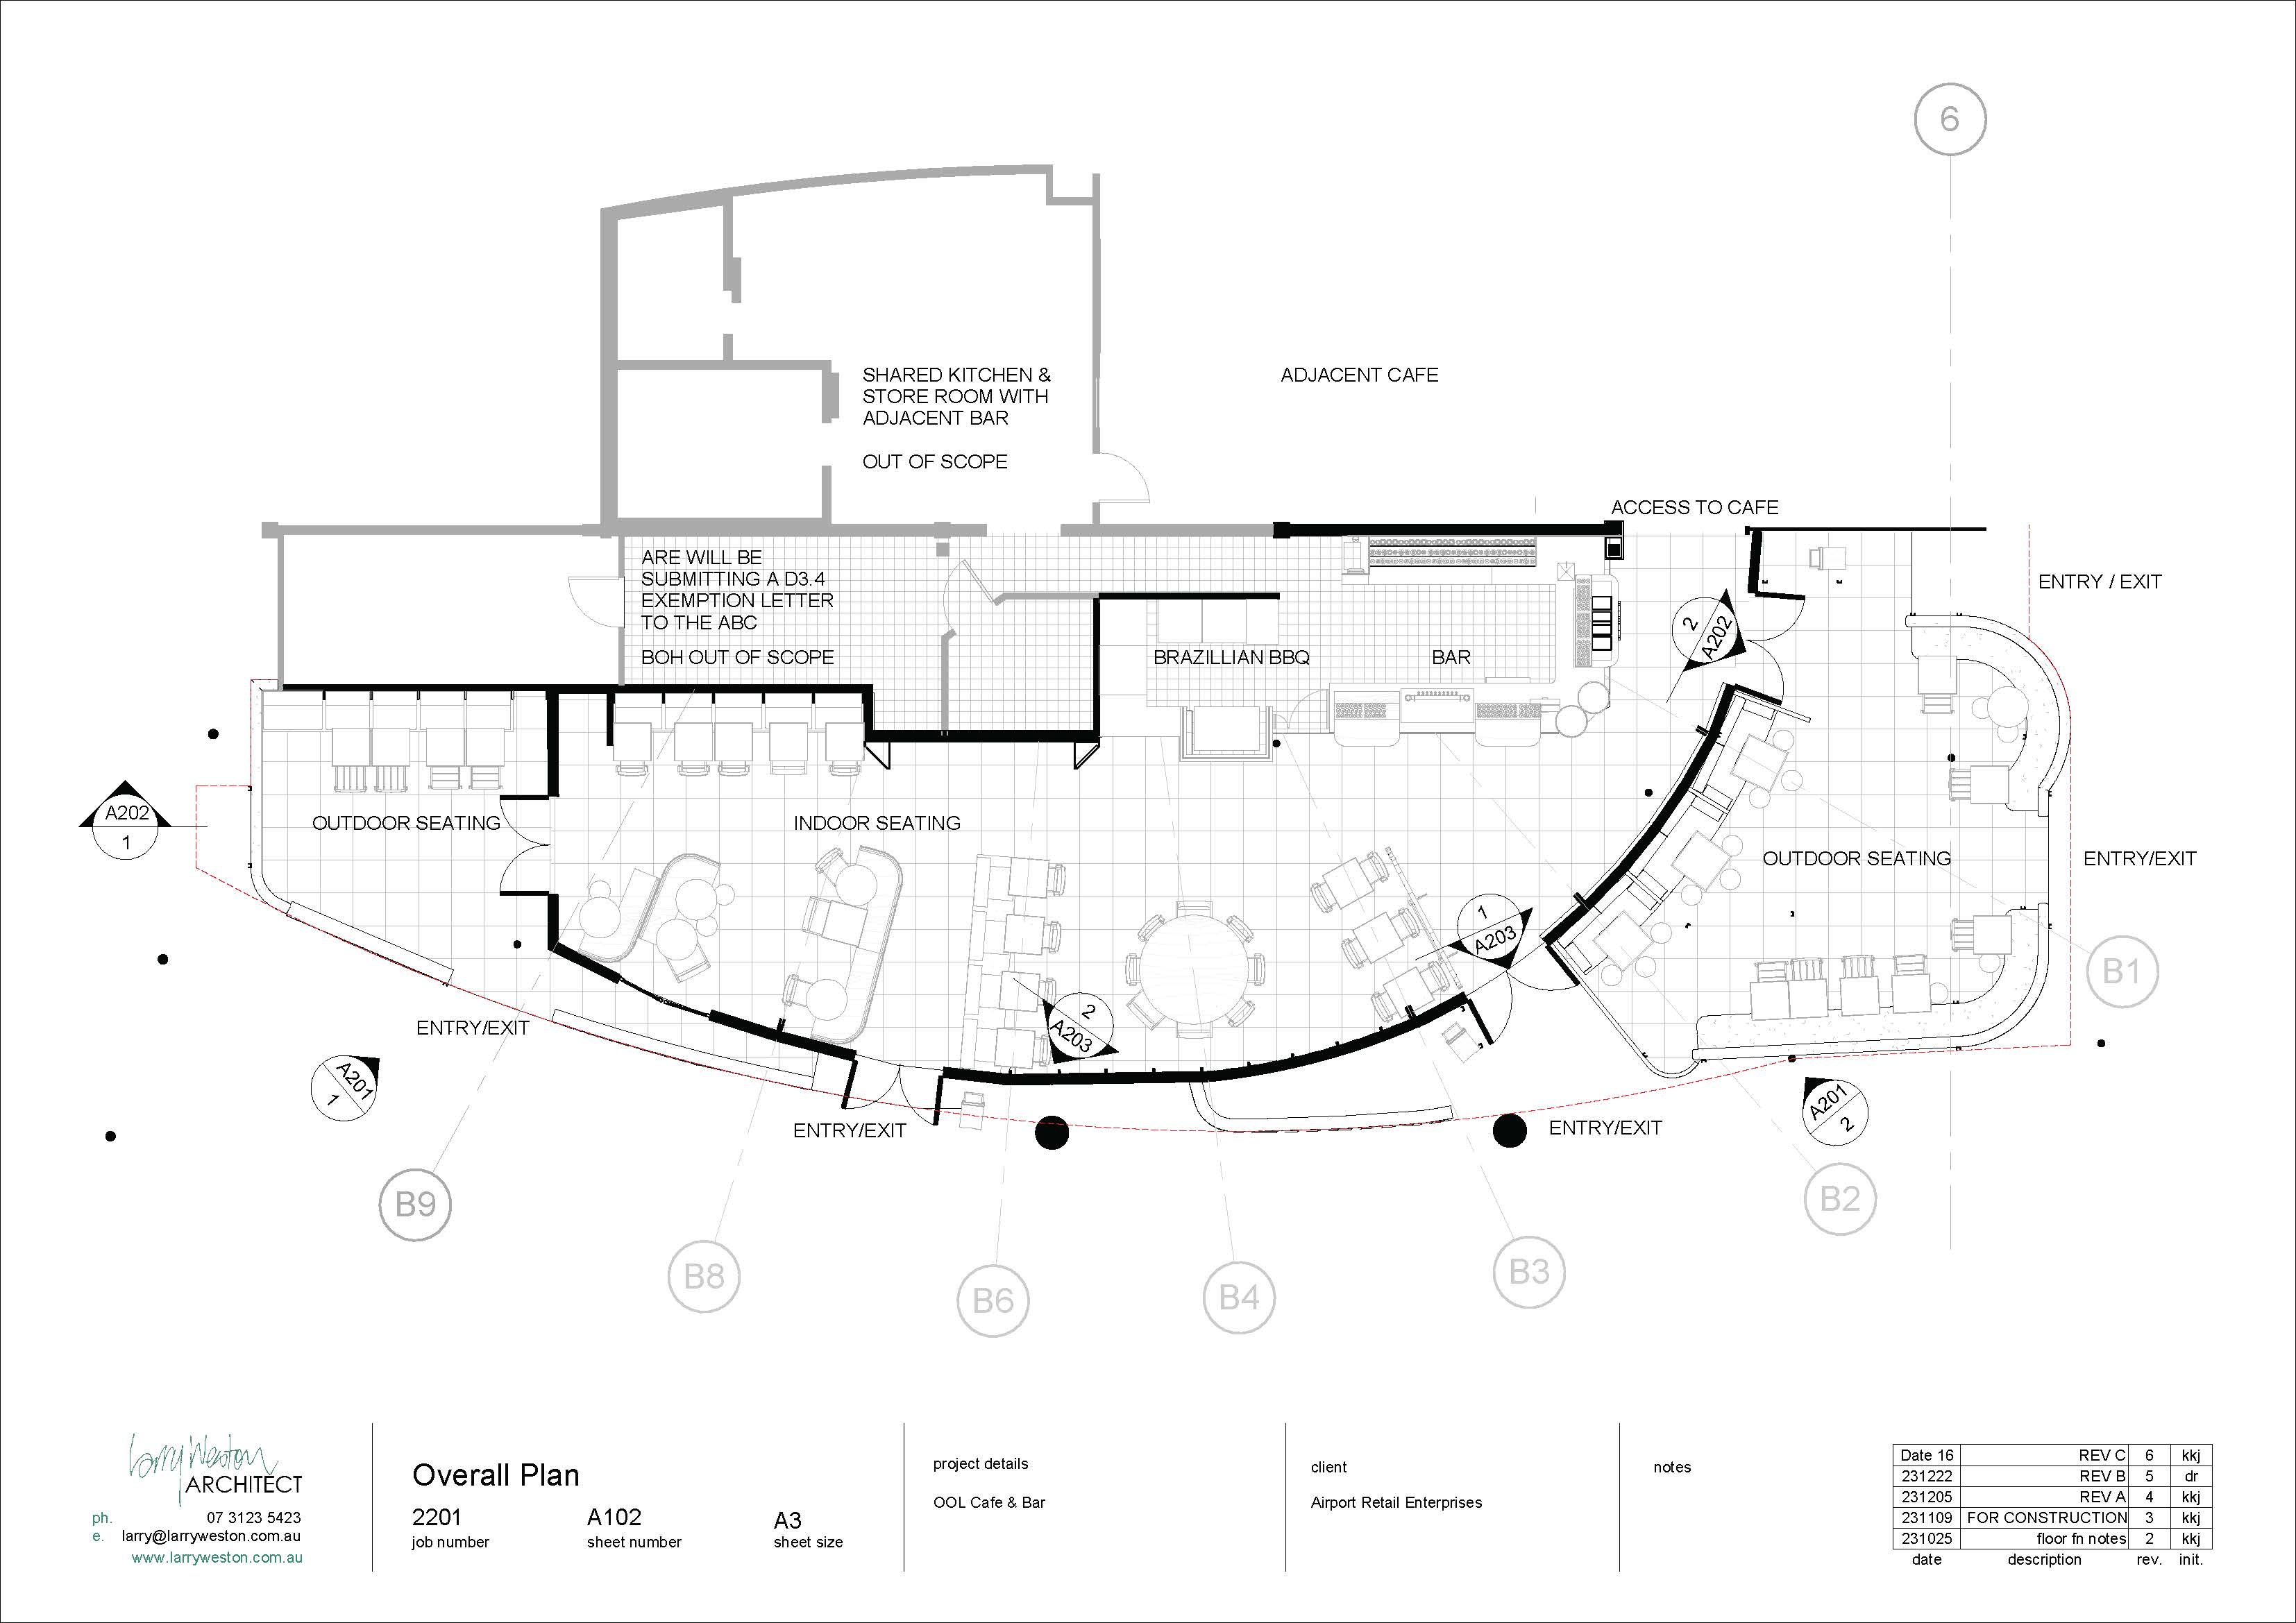 6
SHARED KITCHEN &
STORE ROOM WITH
ADJACENT BAR
OUT OF SCOPE
ADJACENT CAFE
ACCESS TO CAFE
ARE WILL BE
SUBMITTING A D3.4
EXEMPTION LETTER
TO THE ABC
BOH OUT OF SCOPE
BRAZILLIAN BBQ
BAR
2
A202
ENTRY / EXIT
A202
1
OUTDOOR SEATING
INDOOR SEATING
OUTDOOR SEATING
ENTRY/EXIT
1
A203
B1
2
A203
ENTRY/EXIT
A201
1
ENTRY/EXIT
ENTRY/EXIT
A201
2
B9
B8
B6
B4
B3
B2
Larry Weston
ARCHITECT
ph. 07 3123 5423
e. larry@larryweston.com.au
www.larryweston.com.au
Overall Plan
2201 A102 A3
job number sheet number sheet size
project details
OOL Cafe & Bar
client
Airport Retail Enterprises
notes
Date 16 REV C 6 kkj
231222 REV B 5 dr
231205 REV A 4 kkj
231109 FOR CONSTRUCTION 3 kkj
231025 floor fn notes 2 kkj
date description rev. init.